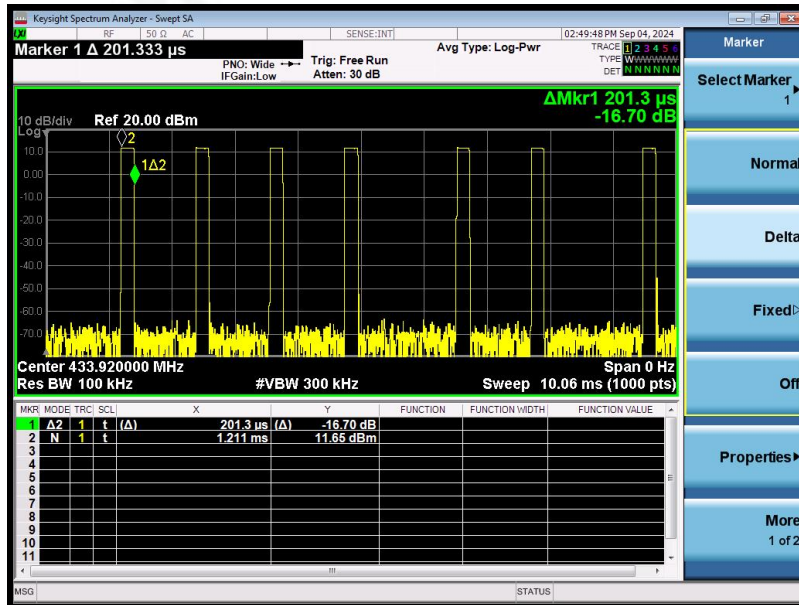 Keysight Spectrum Analyzer - Swept SA
RF 50 Ω AC SENSE:INT 02:49:48 PM Sep 04, 2024
Marker 1 Δ 201.333 µs
PNO: Wide
IFGain:Low
Trig: Free Run
Atten: 30 dB
Avg Type: Log-Pwr
TRACE 1 2 3 4 5 6
TYPE WWWWWW
DET N N N N N N
ΔMkr1 201.3 µs
-16.70 dB
10 dB/div Ref 20.00 dBm
Log
2
1Δ2
10.0
0.00
-10.0
-20.0
-30.0
-40.0
-50.0
-60.0
-70.0
Center 433.920000 MHz Span 0 Hz
Res BW 100 kHz #VBW 300 kHz Sweep 10.06 ms (1000 pts)
MKR MODE TRC SCL X Y FUNCTION FUNCTION WIDTH FUNCTION VALUE
1 Δ2 1 t (Δ) 201.3 µs (Δ) -16.70 dB
2 N 1 t 1.211 ms 11.65 dBm
3
4
5
6
7
8
9
10
11
MSG STATUS
Marker
Select Marker
1
Normal
Delta
Fixed
Off
Properties
More
1 of 2